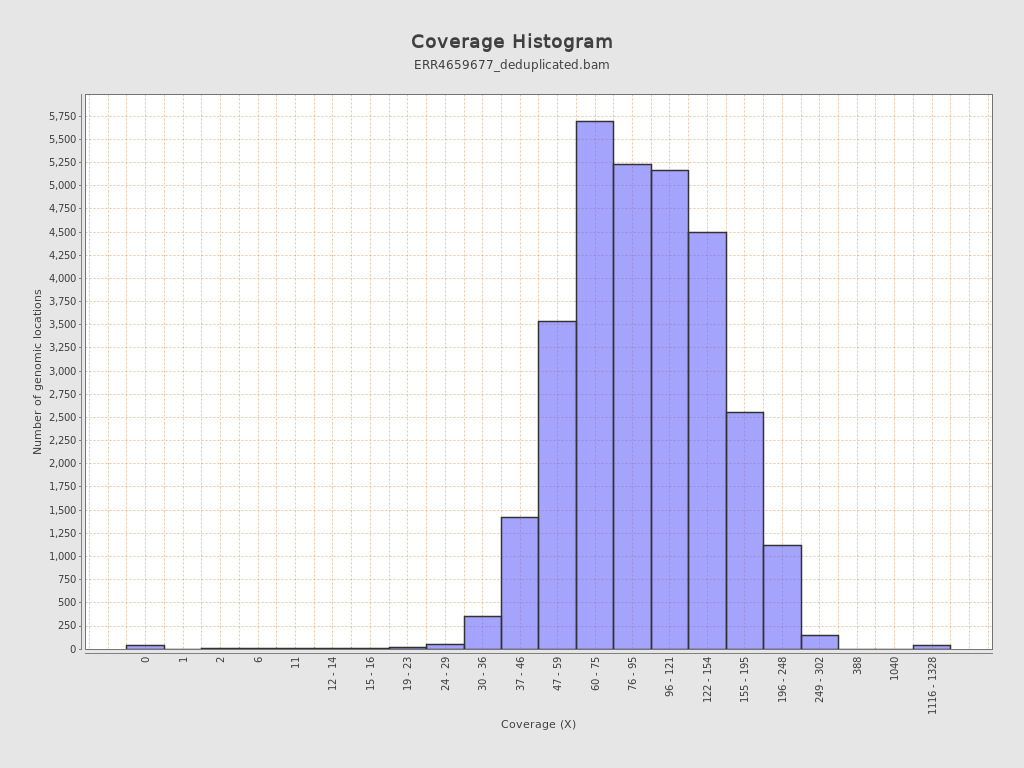 Coverage Histogram
ERR4659677_deduplicated.bam
Number of genomic locations
5,750
5,500
5,250
5,000
4,750
4,500
4,250
4,000
3,750
3,500
3,250
3,000
2,750
2,500
2,250
2,000
1,750
1,500
1,250
1,000
750
500
250
0
0
1
2
6
11
12 - 14
15 - 16
19 - 23
24 - 29
30 - 36
37 - 46
47 - 59
60 - 75
76 - 95
96 - 121
122 - 154
155 - 195
196 - 248
249 - 302
388
1040
1116 - 1328
Coverage (X)